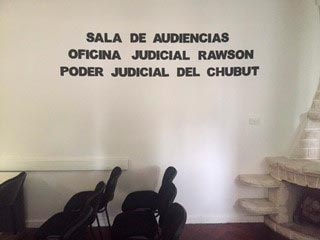 SALA DE AUDIENCIAS
OFICINA JUDICIAL RAWSON
PODER JUDICIAL DEL CHUBUT